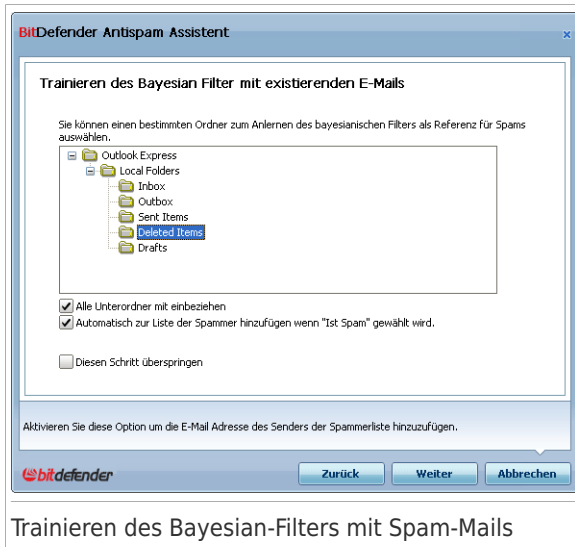 BitDefender Antispam Assistent
x
Trainieren des Bayesian Filter mit existierenden E-Mails
Sie können einen bestimmten Ordner zum Anlernen des bayesianischen Filters als Referenz für Spams
auswählen.
Outlook Express
Local Folders
Inbox
Outbox
Sent Items
Deleted Items
Drafts
Alle Unterordner mit einbeziehen
Automatisch zur Liste der Spammer hinzufügen wenn "Ist Spam" gewählt wird.
Diesen Schritt überspringen
Aktivieren Sie diese Option um die E-Mail Adresse des Senders der Spammerliste hinzuzufügen.
bitdefender
Zurück Weiter Abbrechen
Trainieren des Bayesian-Filters mit Spam-Mails